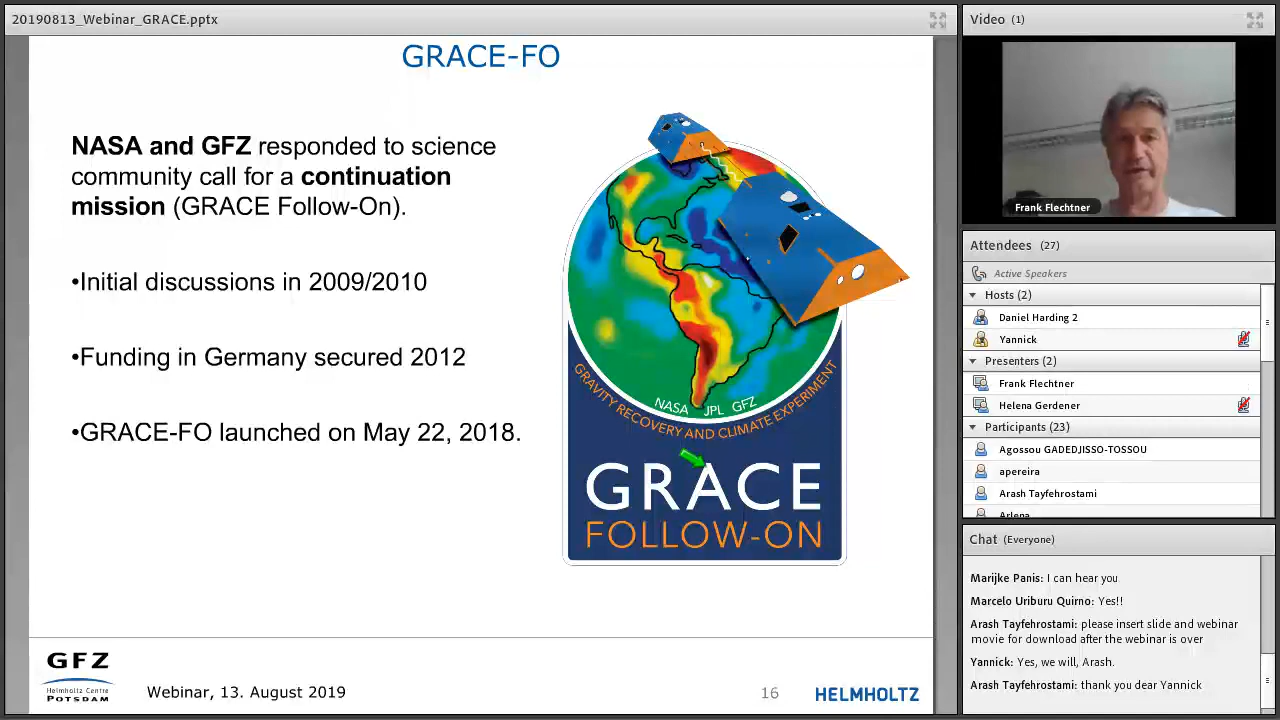 20190813_Webinar_GRACE.pptx
GRACE-FO
NASA and GFZ responded to science
community call for a continuation
mission (GRACE Follow-On).
•Initial discussions in 2009/2010
•Funding in Germany secured 2012
•GRACE-FO launched on May 22, 2018.
NASA JPL GFZ
GRAVITY RECOVERY AND CLIMATE EXPERIMENT
GRACE
FOLLOW-ON
GFZ
Helmholtz Centre
POTSDAM
Webinar, 13. August 2019
16
HELMHOLTZ
Video (1)
Frank Flechtner
Attendees (27)
Active Speakers
Hosts (2)
Daniel Harding 2
Yannick
Presenters (2)
Frank Flechtner
Helena Gerdener
Participants (23)
Agossou GADEDJISSO-TOSSOU
apereira
Arash Tayfehrostami
Arlena
Chat (Everyone)
Marijke Panis: I can hear you
Marcelo Uriburu Quirno: Yes!!
Arash Tayfehrostami: please insert slide and webinar
movie for download after the webinar is over
Yannick: Yes, we will, Arash.
Arash Tayfehrostami: thank you dear Yannick